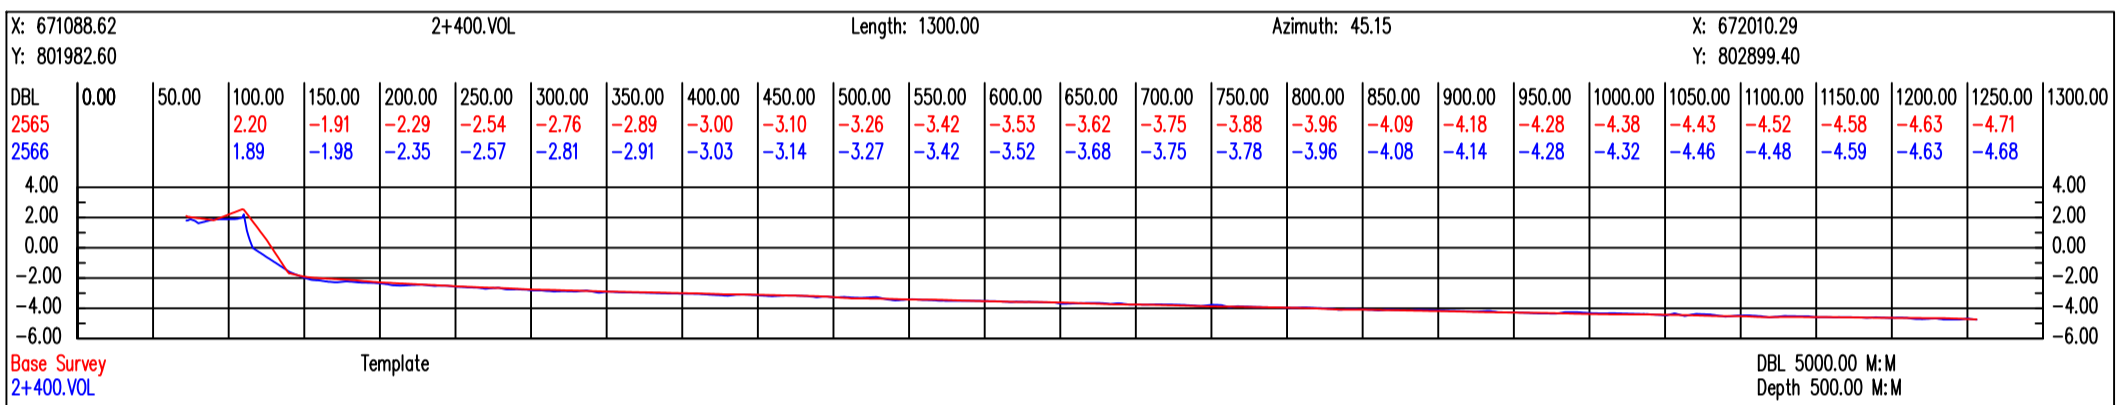 X: 671088.62 2+400.VOL Length: 1300.00 Azimuth: 45.15 X: 672010.29
Y: 801982.60 Y: 802899.40
DBL 0.00 50.00 100.00 150.00 200.00 250.00 300.00 350.00 400.00 450.00 500.00 550.00 600.00 650.00 700.00 750.00 800.00 850.00 900.00 950.00 1000.00 1050.00 1100.00 1150.00 1200.00 1250.00 1300.00
2565 2.20 −1.91 −2.29 −2.54 −2.76 −2.89 −3.00 −3.10 −3.26 −3.42 −3.53 −3.62 −3.75 −3.88 −3.96 −4.09 −4.18 −4.28 −4.38 −4.43 −4.52 −4.58 −4.63 −4.71
2566 1.89 −1.98 −2.35 −2.57 −2.81 −2.91 −3.03 −3.14 −3.27 −3.42 −3.52 −3.68 −3.75 −3.78 −3.96 −4.08 −4.14 −4.28 −4.32 −4.46 −4.48 −4.59 −4.63 −4.68
4.00 4.00
2.00 2.00
0.00 0.00
−2.00 −2.00
−4.00 −4.00
−6.00 −6.00
Base Survey Template DBL 5000.00 M:M
2+400.VOL Depth 500.00 M:M